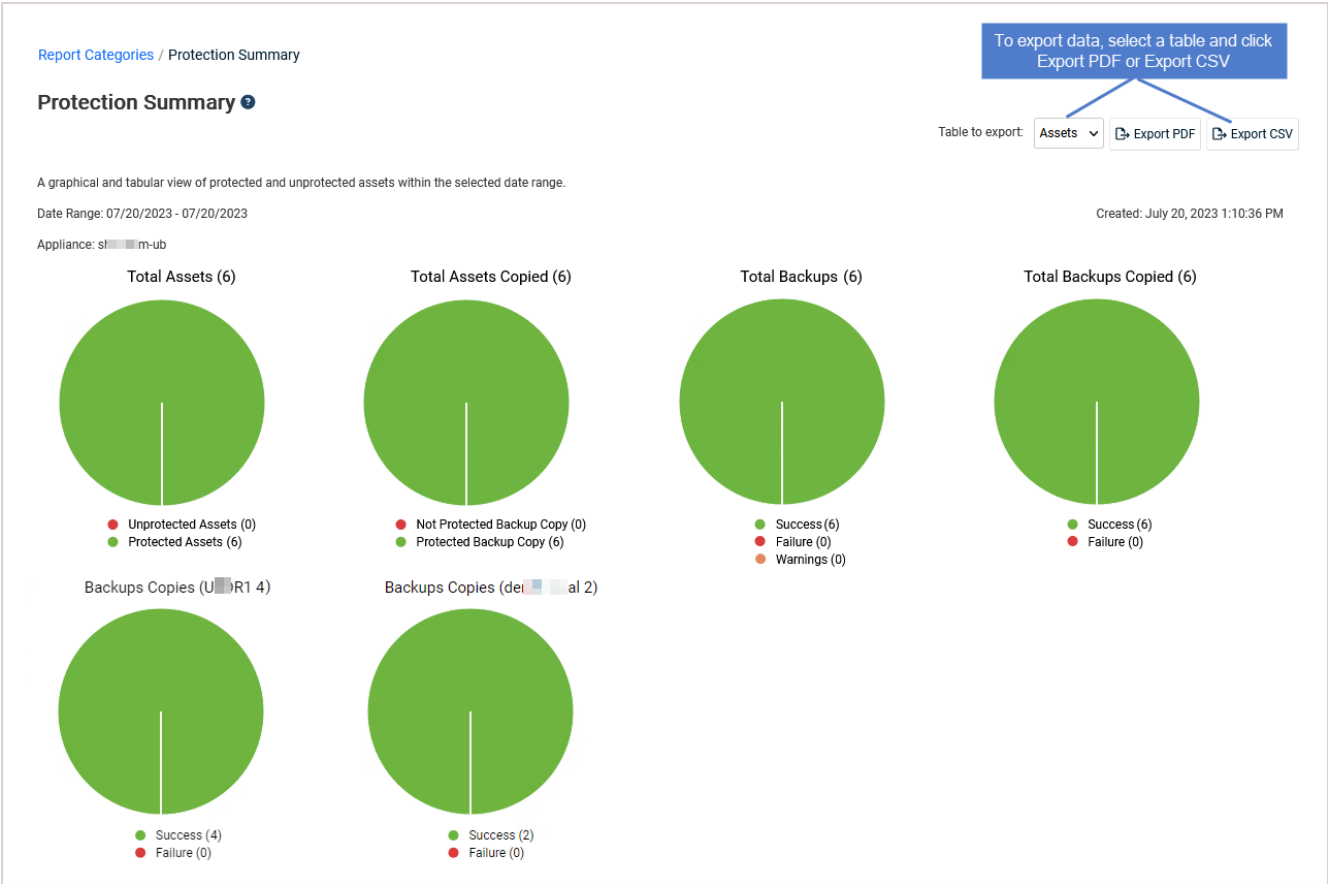 To export data, select a table and click
Export PDF or Export CSV
Report Categories / Protection Summary
Protection Summary ?
Table to export: Assets Export PDF Export CSV
A graphical and tabular view of protected and unprotected assets within the selected date range.
Date Range: 07/20/2023 - 07/20/2023 Created: July 20, 2023 1:10:36 PM
Appliance: m-ub
Total Assets (6) Total Assets Copied (6) Total Backups (6) Total Backups Copied (6)
Unprotected Assets (0) Not Protected Backup Copy (0) Success (6) Success (6)
Protected Assets (6) Protected Backup Copy (6) Failure (0) Failure (0)
Warnings (0)
Backups Copies ( R1 4) Backups Copies ( al 2)
Success (4) Success (2)
Failure (0) Failure (0)